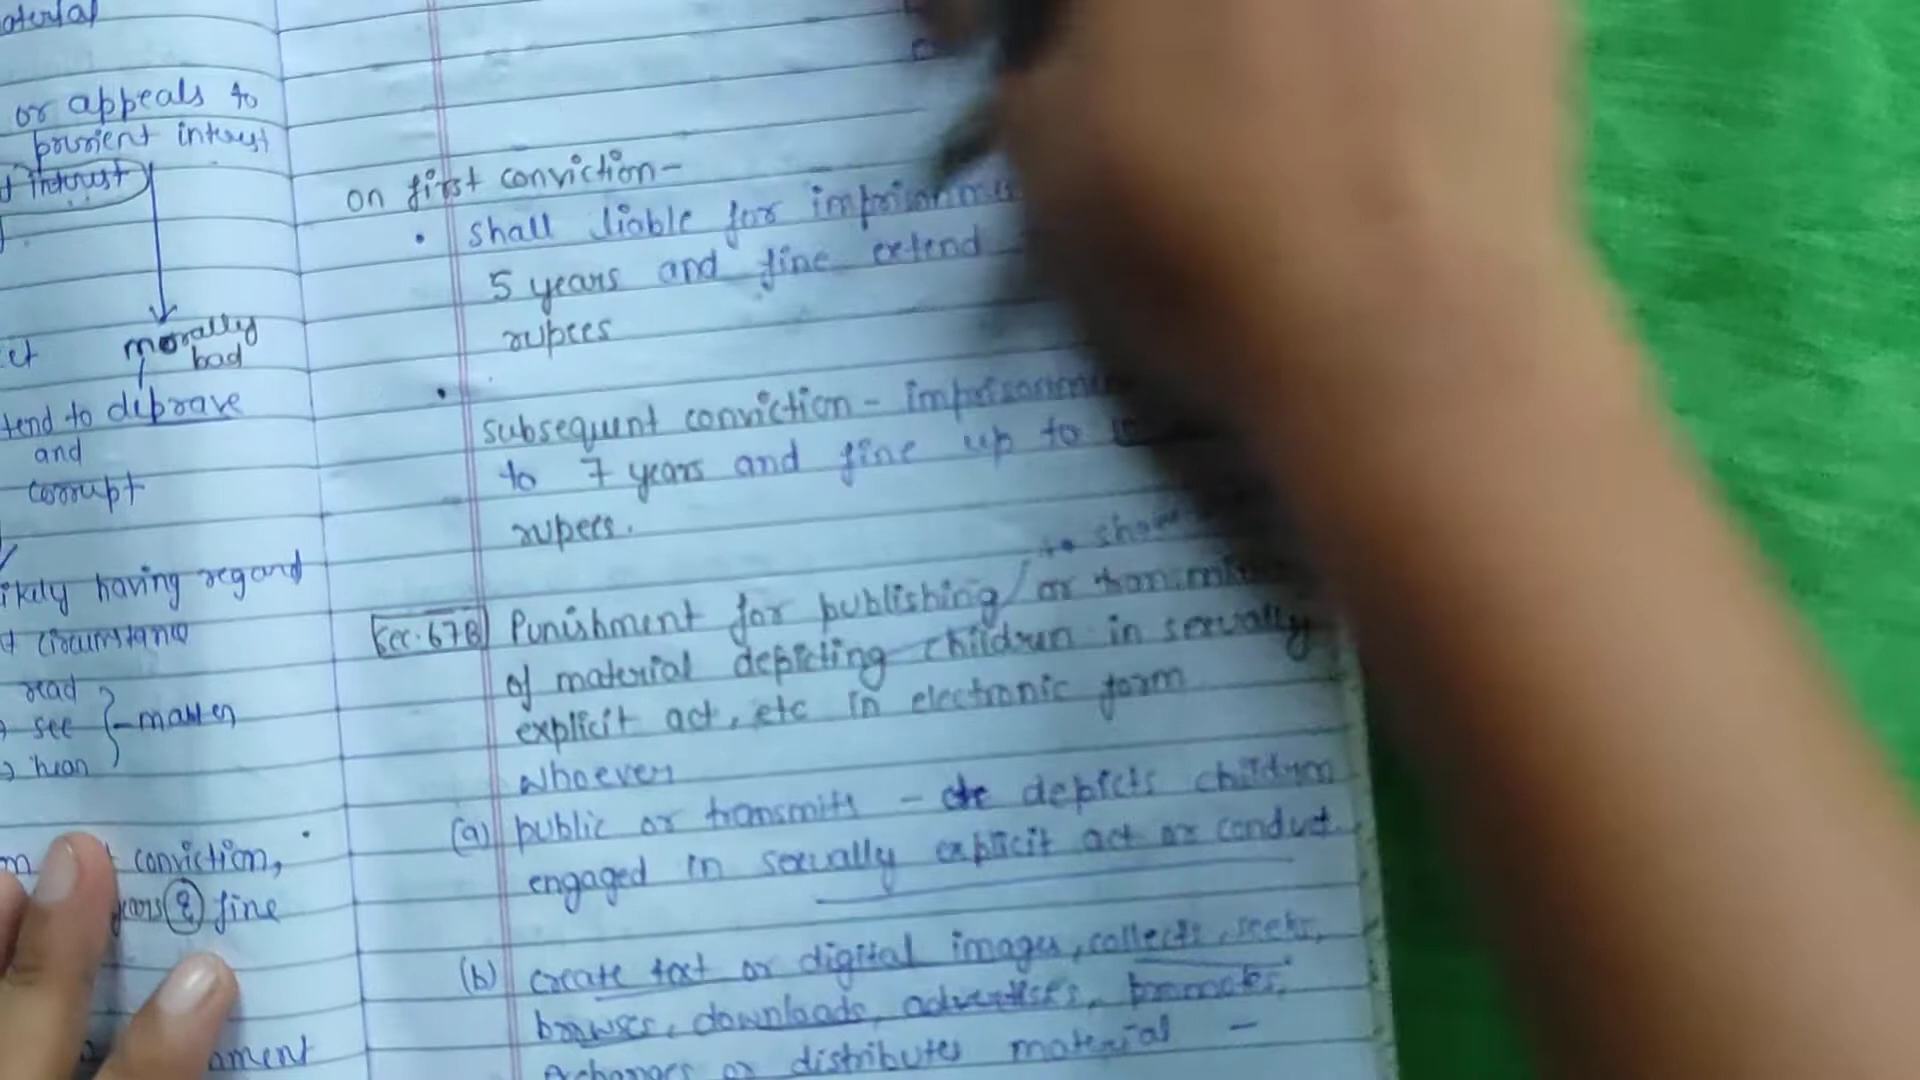 or appeals to
prurient interest
interest
morally
bad
tend to deprave
and
corrupt
having regard
circumstance
read
see
hear
matter
conviction,
& fine
on first conviction-
• shall liable for
5 years and fine extend
rupees
• subsequent conviction -
to 7 years and fine up to
rupees.
to
Sec. 67B Punishment for publishing/or
of material depicting children in sexually
explicit act, etc in electronic form
whoever
(a) public or transmits - depicts children
engaged in sexually explicit act or conduct.
(b) create text or digital images, collects, seeks,
browses, downloads, advertises, promotes,
exchanges or distributes material -